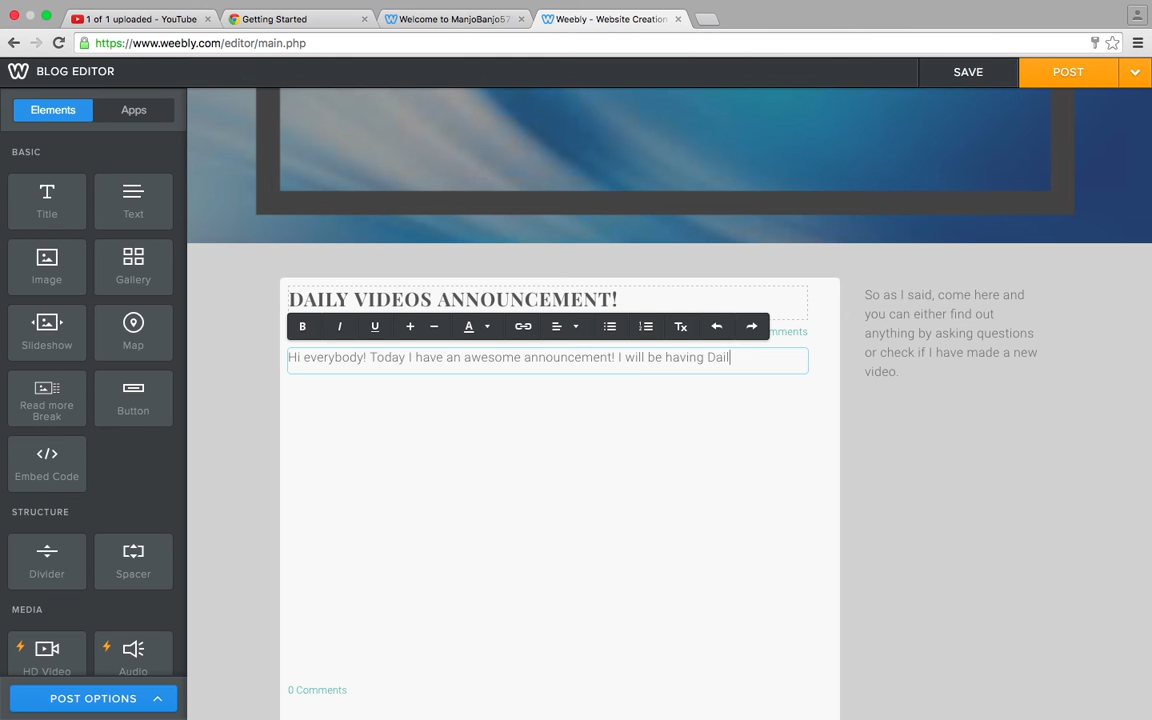 1 of 1 uploaded - YouTube
Getting Started
Welcome to ManjoBanjo57
Weebly - Website Creation
https://www.weebly.com/editor/main.php
BLOG EDITOR
SAVE
POST
Elements
Apps
BASIC
Title
Text
Image
Gallery
Slideshow
Map
Read more
Break
Button
Embed Code
STRUCTURE
Divider
Spacer
MEDIA
HD Video
Audio
POST OPTIONS
DAILY VIDEOS ANNOUNCEMENT!
B I U + − A Tx
mments
Hi everybody! Today I have an awesome announcement! I will be having Dail
0 Comments
So as I said, come here and
you can either find out
anything by asking questions
or check if I have made a new
video.